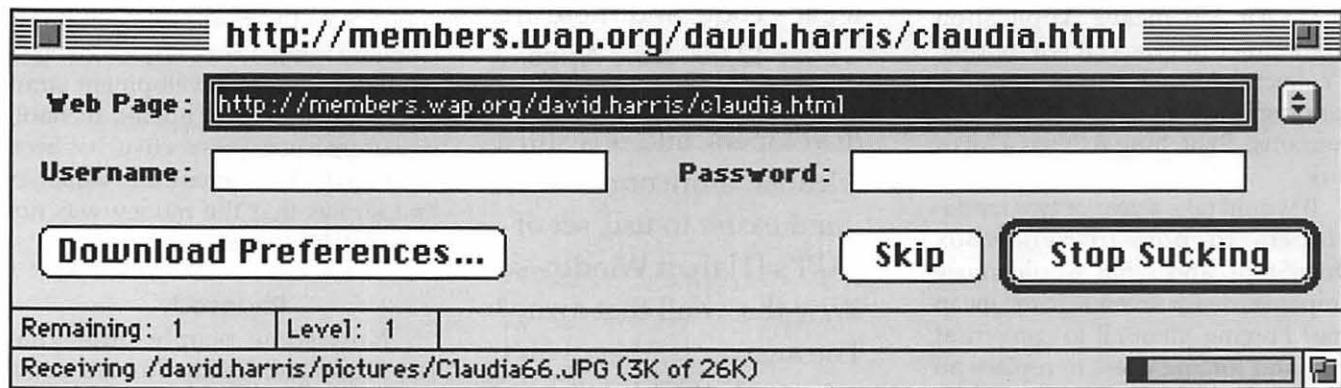 http://members.wap.org/david.harris/claudia.html
Web Page: http://members.wap.org/david.harris/claudia.html
Username: Password:
Download Preferences... Skip Stop Sucking
Remaining: 1 Level: 1
Receiving /david.harris/pictures/Claudia66.JPG (3K of 26K)